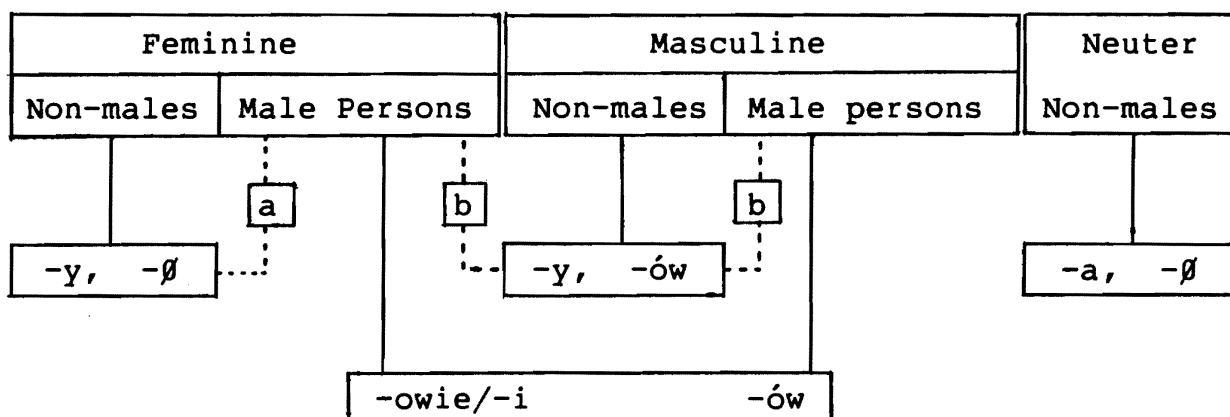 Feminine Masculine Neuter
Non-males Male Persons Non-males Male persons Non-males
a b b
-y, -Ø -y, -ów -a, -Ø
-owie/-i -ów